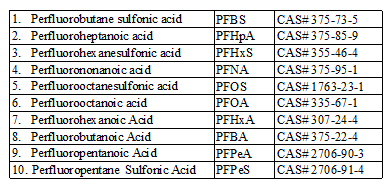 1. Perfluorobutane sulfonic acid PFBS CAS# 375-73-5
2. Perfluoroheptanoic acid PFHpA CAS# 375-85-9
3. Perfluorohexanesulfonic acid PFHxS CAS# 355-46-4
4. Perfluorononanoic acid PFNA CAS# 375-95-1
5. Perfluorooctanesulfonic acid PFOS CAS# 1763-23-1
6. Perfluorooctanoic acid PFOA CAS# 335-67-1
7. Perfluorohexanoic Acid PFHxA CAS# 307-24-4
8. Perfluorobutanoic Acid PFBA CAS# 375-22-4
9. Perfluoropentanoic Acid PFPeA CAS# 2706-90-3
10. Perfluoropentane Sulfonic Acid PFPeS CAS# 2706-91-4